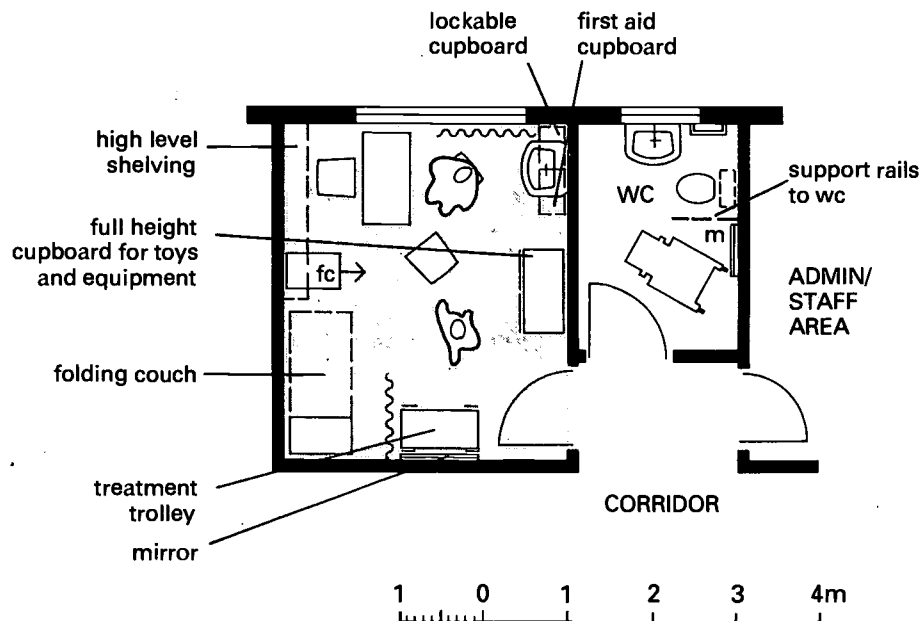 lockable
cupboard
first aid
cupboard
high level
shelving
WC
support rails
to wc
full height
cupboard for toys
and equipment
fc
m
ADMIN/
STAFF
AREA
folding couch
treatment
trolley
CORRIDOR
mirror
1 0 1 2 3 4m